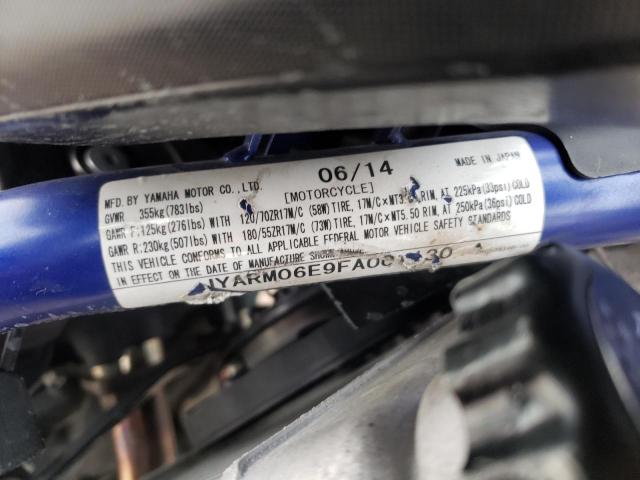 06/14 MADE IN JAPAN
MFD. BY YAMAHA MOTOR CO., LTD. [MOTORCYCLE]
GVWR 355kg(783lbs)
GAWR F:125kg(276lbs)WITH 120/70ZR17M/C (58W) TIRE, 17M/C×MT3. RIM, AT 225kPa(33psi)COLD
GAWR R:230kg(507lbs)WITH 180/55ZR17M/C (73W) TIRE, 17M/C×MT5.50 RIM, AT 250kPa(36psi)COLD
THIS VEHICLE CONFORMS TO ALL APPLICABLE FEDERAL MOTOR VEHICLE SAFETY STANDARDS
IN EFFECT ON THE DATE OF MANUFACTURE SHOWN